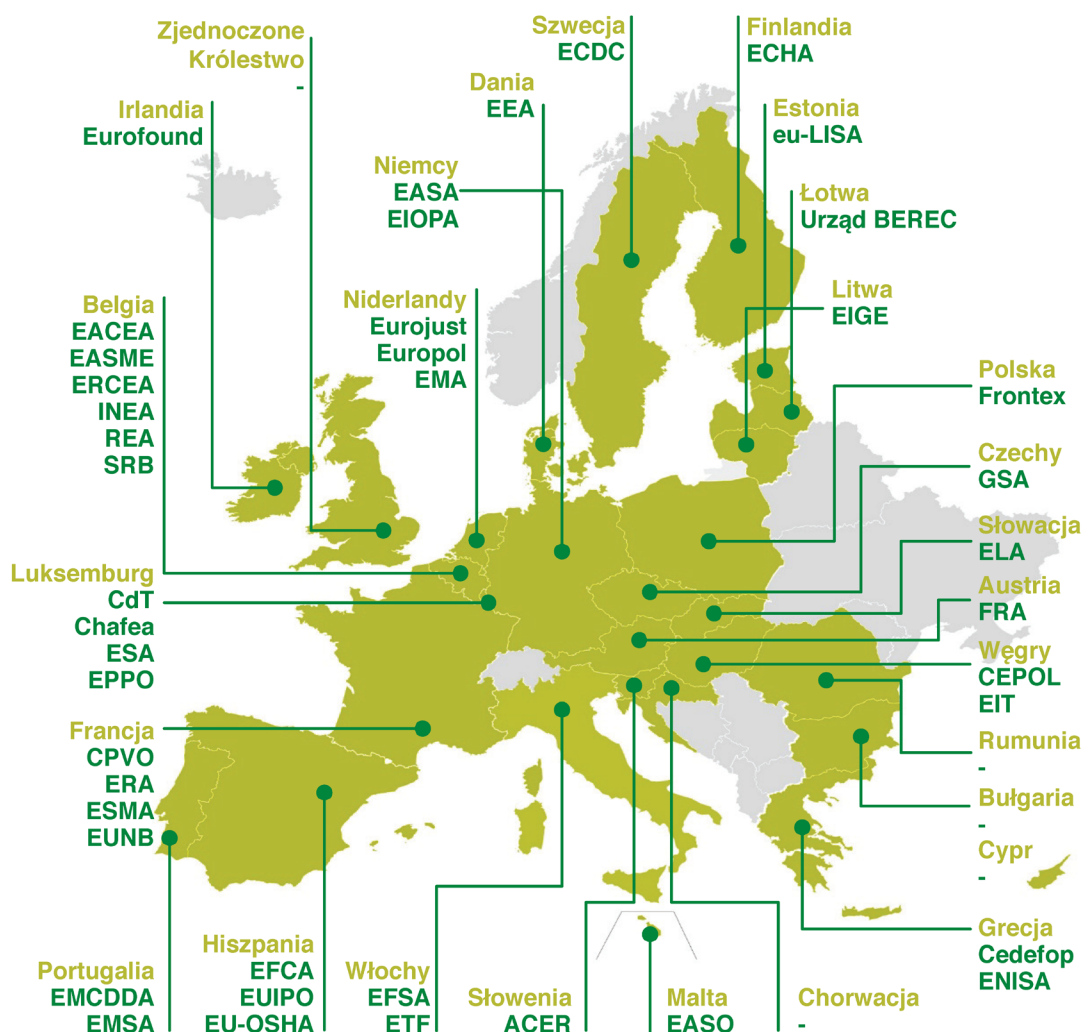 Zjednoczone
Królestwo
-
Irlandia
Eurofound
Szwecja
ECDC
Finlandia
ECHA
Dania
EEA
Estonia
eu-LISA
Niemcy
EASA
EIOPA
Łotwa
Urząd BEREC
Litwa
EIGE
Belgia
EACEA
EASME
ERCEA
INEA
REA
SRB
Niderlandy
Eurojust
Europol
EMA
Polska
Frontex
Czechy
GSA
Słowacja
ELA
Austria
FRA
Węgry
CEPOL
EIT
Luksemburg
CdT
Chafea
ESA
EPPO
Francja
CPVO
ERA
ESMA
EUNB
Rumunia
-
Bułgaria
-
Cypr
-
Grecja
Cedefop
ENISA
Portugalia
EMCDDA
EMSA
Hiszpania
EFCA
EUIPO
EU-OSHA
Włochy
EFSA
ETF
Słowenia
ACER
Malta
EASO
Chorwacja
-